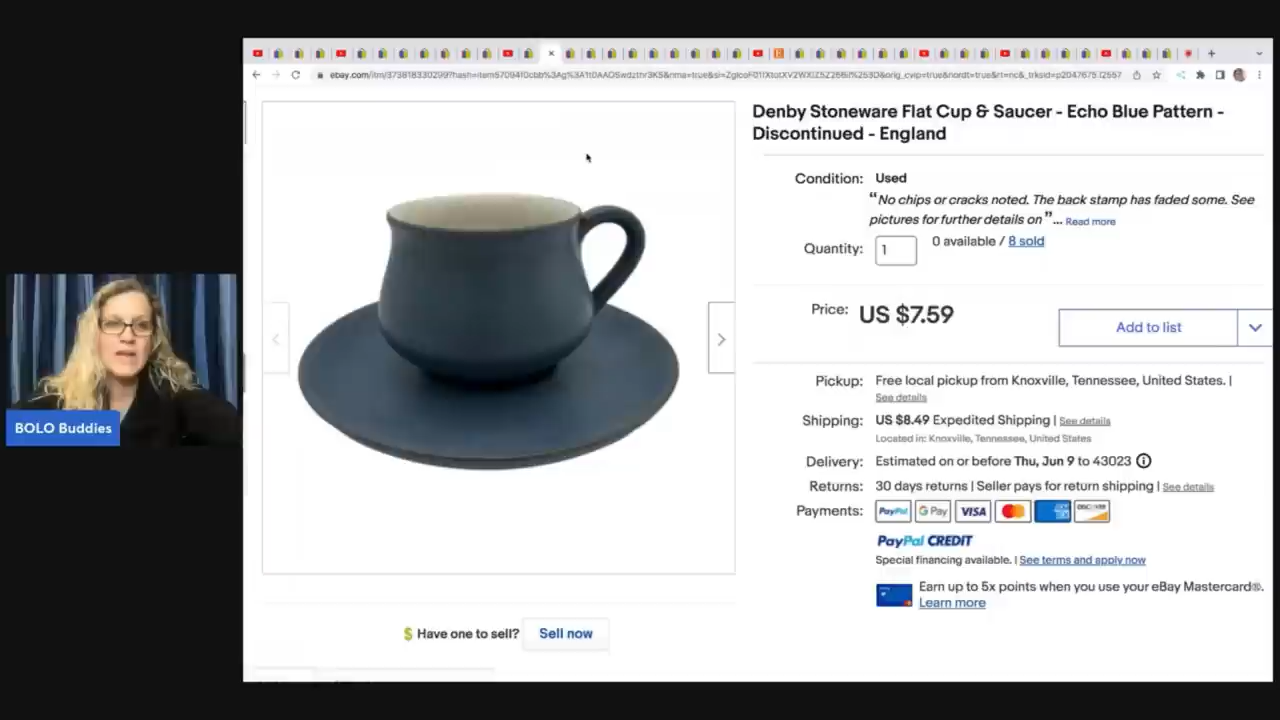 Denby Stoneware Flat Cup & Saucer - Echo Blue Pattern -
Discontinued - England
Condition: Used
“No chips or cracks noted. The back stamp has faded some. See
pictures for further details on ”... Read more
Quantity: 1 0 available / 8 sold
Price: US $7.59
Add to list
Pickup: Free local pickup from Knoxville, Tennessee, United States. |
See details
Shipping: US $8.49 Expedited Shipping | See details
Located in: Knoxville, Tennessee, United States
Delivery: Estimated on or before Thu, Jun 9 to 43023
Returns: 30 days returns | Seller pays for return shipping | See details
Payments: PayPal G Pay VISA DISCOVER
PayPal CREDIT
Special financing available. | See terms and apply now
Earn up to 5x points when you use your eBay Mastercard®.
Learn more
$ Have one to sell? Sell now
BOLO Buddies